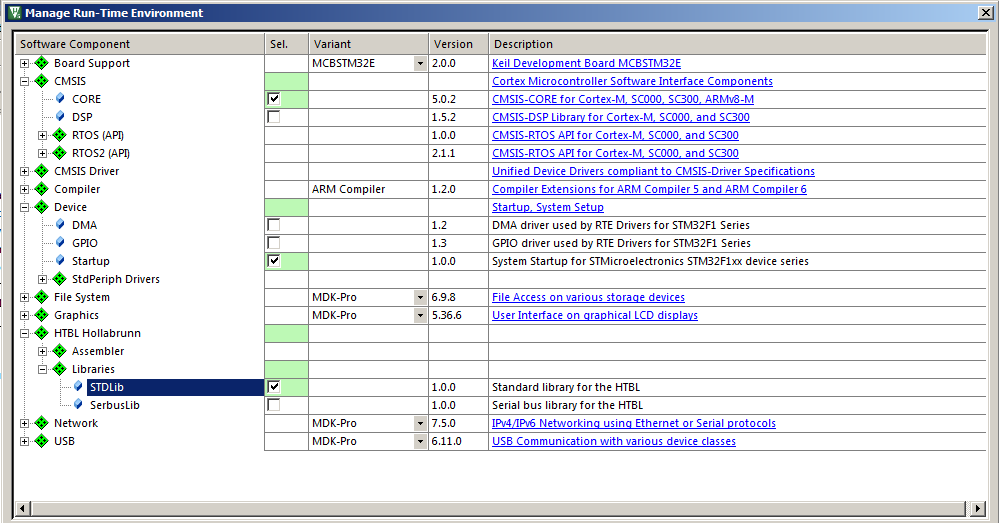 Manage Run-Time Environment
Software Component Sel. Variant Version Description
Board Support MCBSTM32E 2.0.0 Keil Development Board MCBSTM32E
CMSIS Cortex Microcontroller Software Interface Components
CORE 5.0.2 CMSIS-CORE for Cortex-M, SC000, SC300, ARMv8-M
DSP 1.5.2 CMSIS-DSP Library for Cortex-M, SC000, and SC300
RTOS (API) 1.0.0 CMSIS-RTOS API for Cortex-M, SC000, and SC300
RTOS2 (API) 2.1.1 CMSIS-RTOS API for Cortex-M, SC000, and SC300
CMSIS Driver Unified Device Drivers compliant to CMSIS-Driver Specifications
Compiler ARM Compiler 1.2.0 Compiler Extensions for ARM Compiler 5 and ARM Compiler 6
Device Startup, System Setup
DMA 1.2 DMA driver used by RTE Drivers for STM32F1 Series
GPIO 1.3 GPIO driver used by RTE Drivers for STM32F1 Series
Startup 1.0.0 System Startup for STMicroelectronics STM32F1xx device series
StdPeriph Drivers
File System MDK-Pro 6.9.8 File Access on various storage devices
Graphics MDK-Pro 5.36.6 User Interface on graphical LCD displays
HTBL Hollabrunn
Assembler
Libraries
STDLib 1.0.0 Standard library for the HTBL
SerbusLib 1.0.0 Serial bus library for the HTBL
Network MDK-Pro 7.5.0 IPv4/IPv6 Networking using Ethernet or Serial protocols
USB MDK-Pro 6.11.0 USB Communication with various device classes